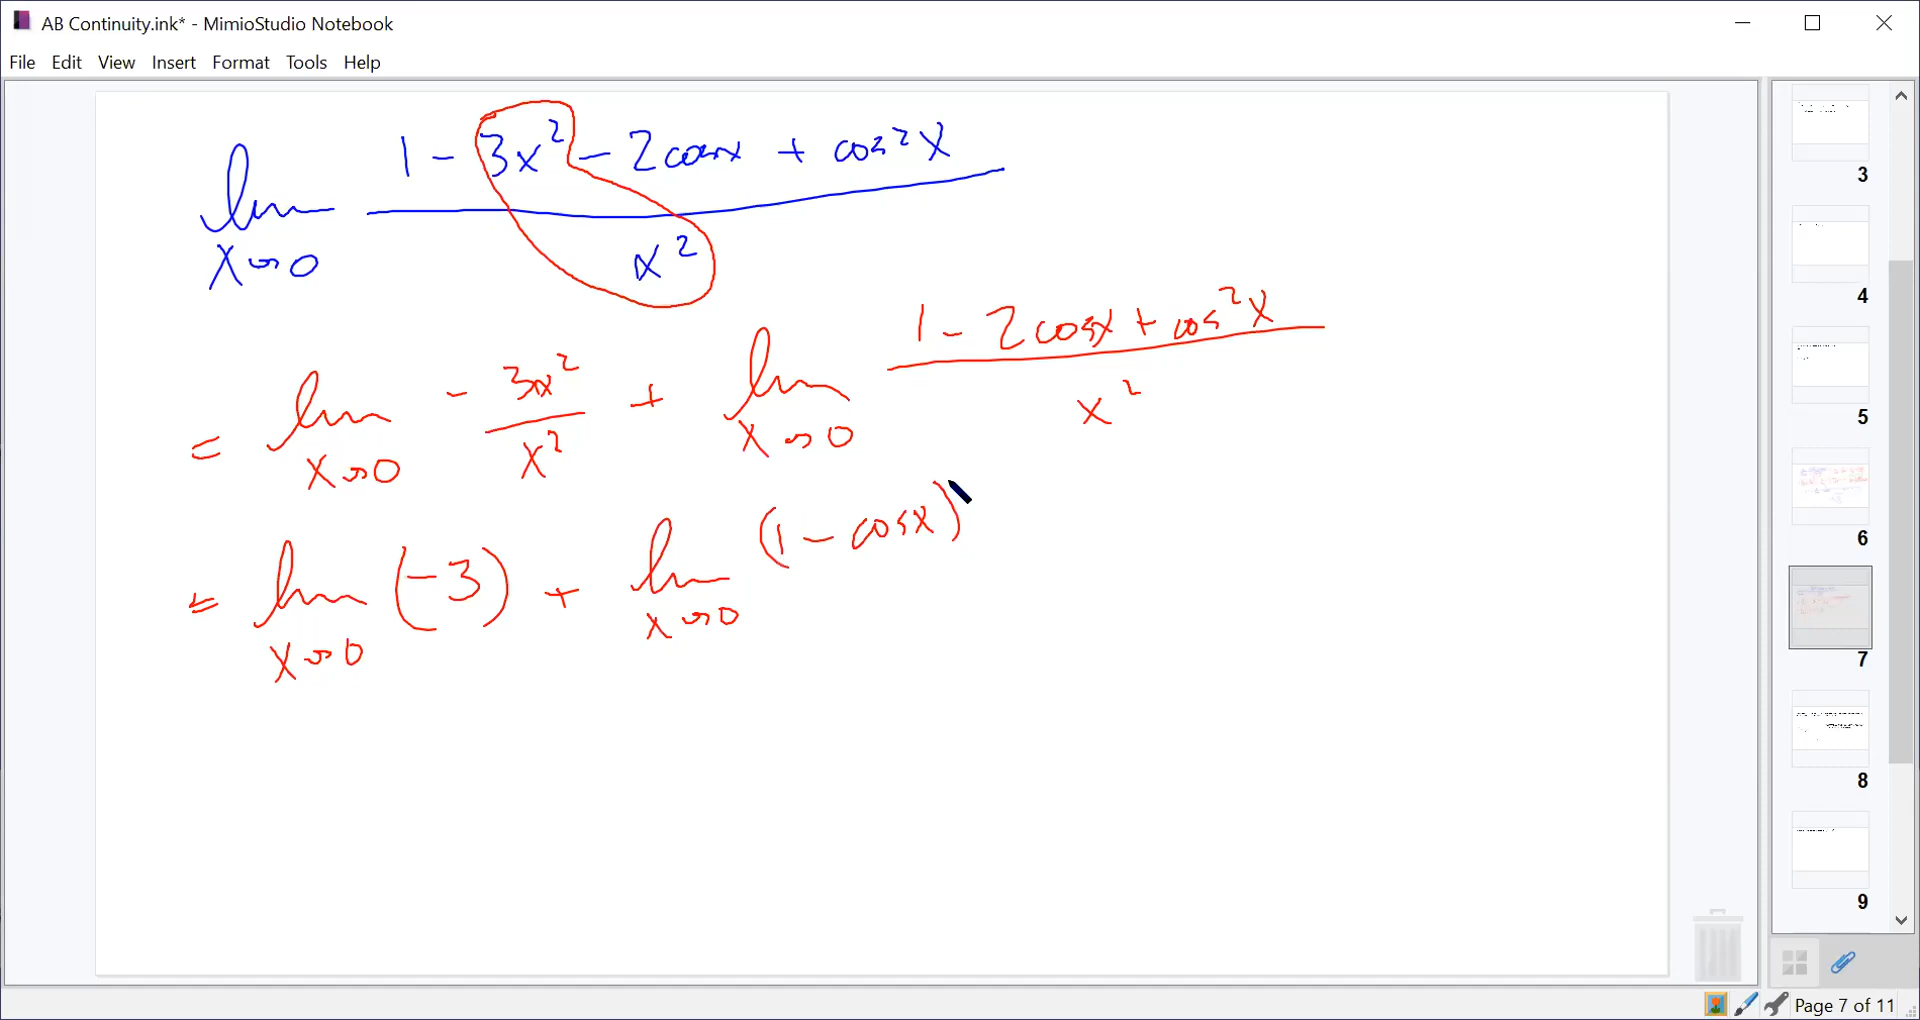 AB Continuity.ink* - MimioStudio Notebook
File Edit View Insert Format Tools Help
lim x→0 (1 - 3x² - 2cosx + cos²x) / x²
= lim x→0 - 3x²/x² + lim x→0 (1 - 2cosx + cos²x) / x²
= lim x→0 (-3) + lim x→0 (1 - cosx)
3
4
5
6
7
8
9
Page 7 of 11